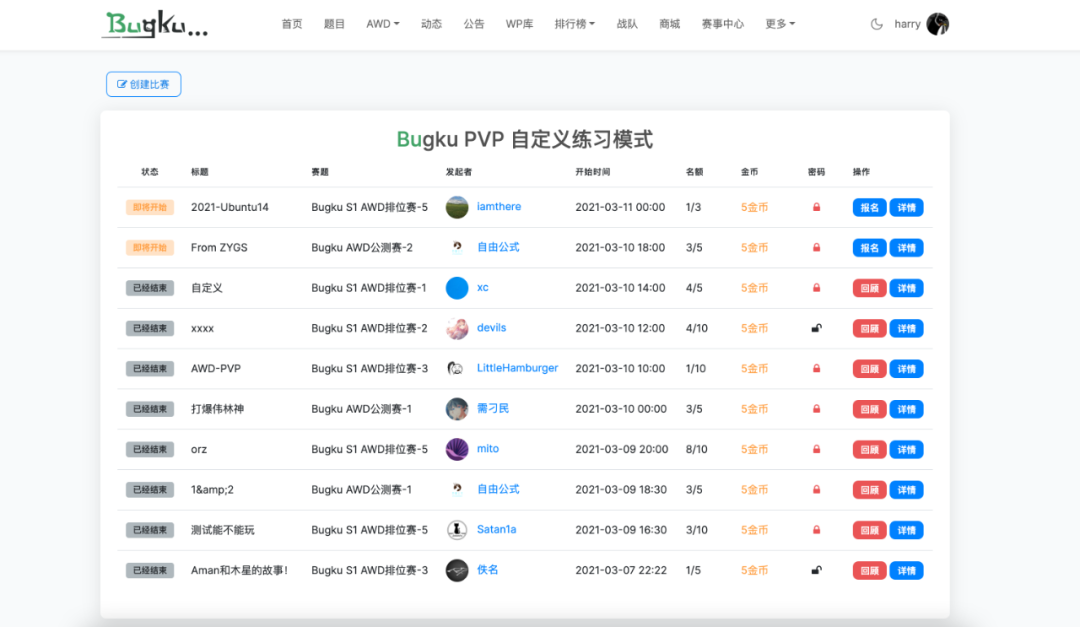 Bugku...
首页 题目 AWD 动态 公告 WP库 排行榜 战队 商城 赛事中心 更多 harry
创建比赛
Bugku PVP 自定义练习模式
状态 标题 赛题 发起者 开始时间 名额 金币 密码 操作
即将开始 2021-Ubuntu14 Bugku S1 AWD排位赛-5 iamthere 2021-03-11 00:00 1/3 5金币 报名 详情
即将开始 From ZYGS Bugku AWD公测赛-2 自由公式 2021-03-10 18:00 3/5 5金币 报名 详情
已经结束 自定义 Bugku S1 AWD排位赛-1 xc 2021-03-10 14:00 4/5 5金币 回顾 详情
已经结束 xxxx Bugku S1 AWD排位赛-2 devils 2021-03-10 12:00 4/10 5金币 回顾 详情
已经结束 AWD-PVP Bugku S1 AWD排位赛-3 LittleHamburger 2021-03-10 10:00 1/10 5金币 回顾 详情
已经结束 打爆伟林神 Bugku AWD公测赛-1 需刁民 2021-03-10 00:00 3/5 5金币 回顾 详情
已经结束 orz Bugku S1 AWD排位赛-5 mito 2021-03-09 20:00 8/10 5金币 回顾 详情
已经结束 1&amp;2 Bugku AWD公测赛-1 自由公式 2021-03-09 18:30 3/5 5金币 回顾 详情
已经结束 测试能不能玩 Bugku S1 AWD排位赛-5 Satan1a 2021-03-09 16:30 3/10 5金币 回顾 详情
已经结束 Aman和木星的故事! Bugku S1 AWD排位赛-3 佚名 2021-03-07 22:22 1/5 5金币 回顾 详情